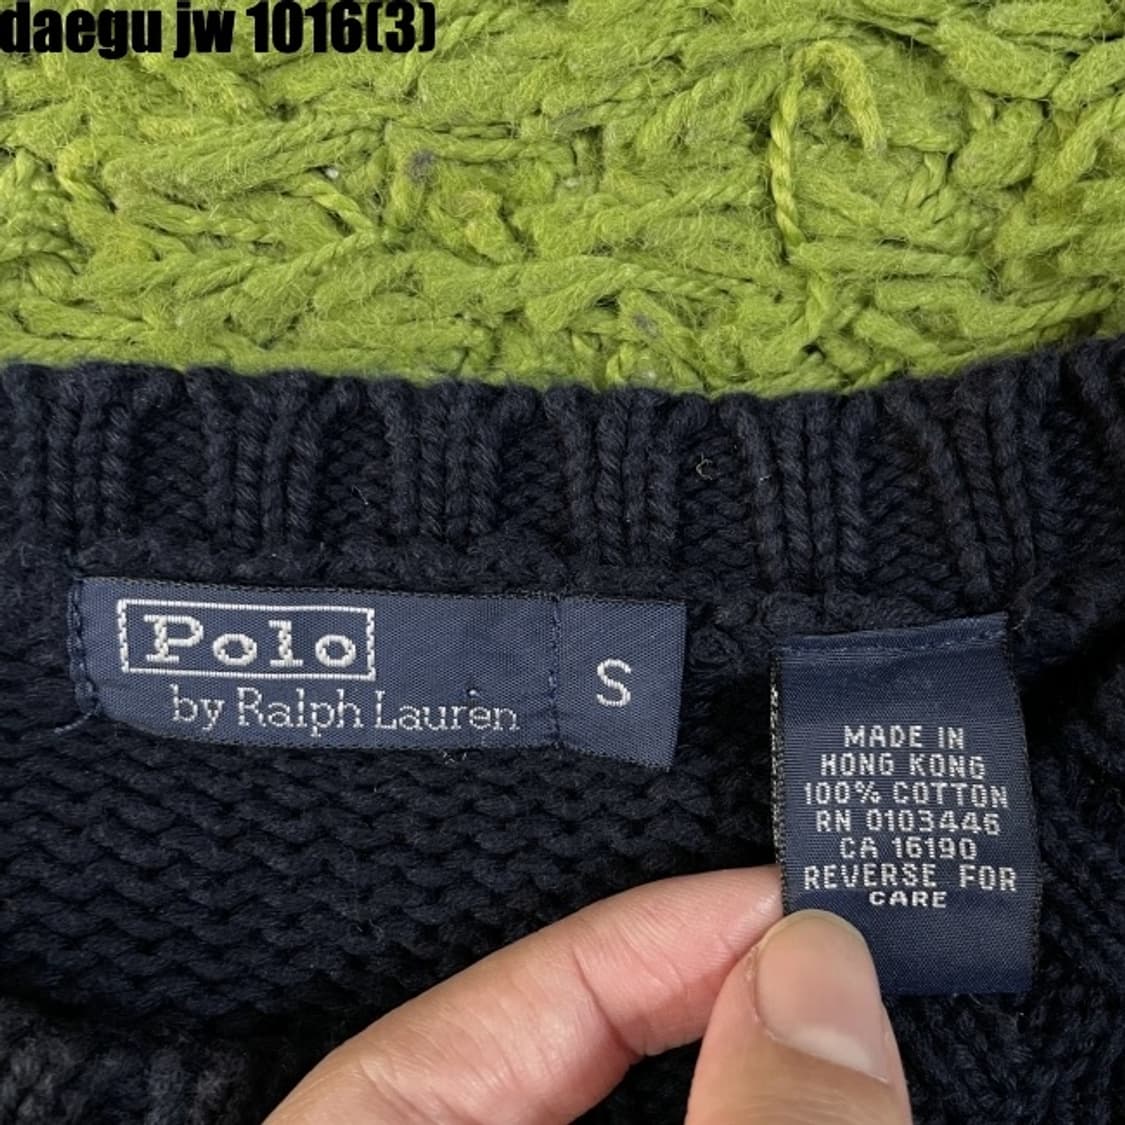 daegu jw 1016(3)
Polo
by Ralph Lauren
S
MADE IN
HONG KONG
100% COTTON
RN 0103446
CA 16190
REVERSE FOR
CARE